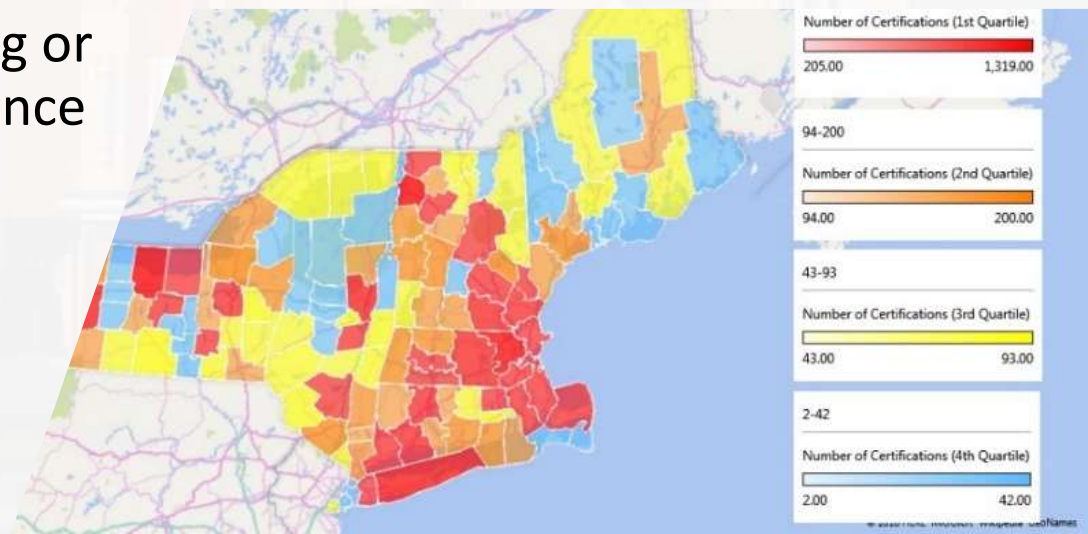 g or
nce
Number of Certifications (1st Quartile)
205.00 1,319.00
94-200
Number of Certifications (2nd Quartile)
94.00 200.00
43-93
Number of Certifications (3rd Quartile)
43.00 93.00
2-42
Number of Certifications (4th Quartile)
2.00 42.00
GeoNames